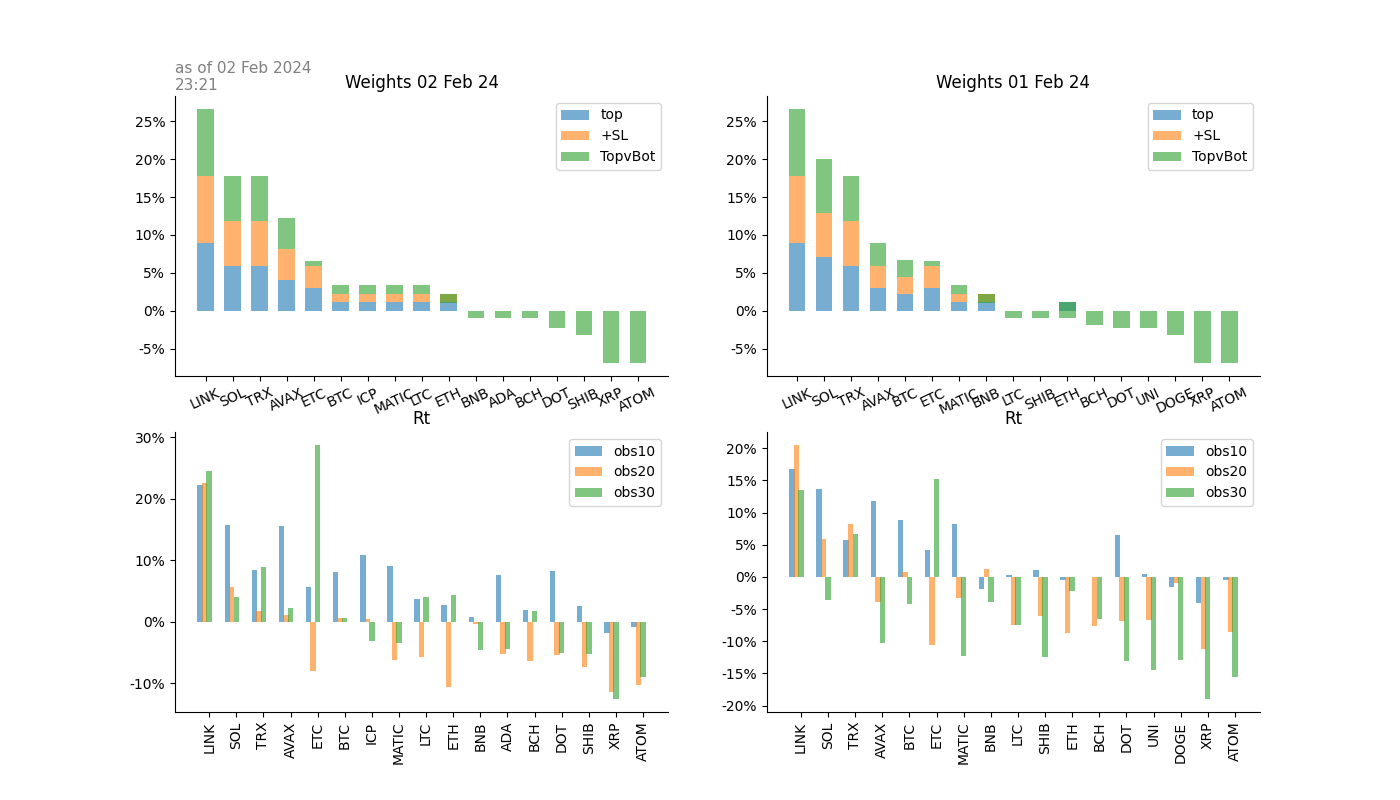 as of 02 Feb 2024
23:21
Weights 02 Feb 24
25%
20%
15%
10%
5%
0%
-5%
top
+SL
TopvBot
LINK SOL TRX AVAX ETC BTC ICP MATIC LTC ETH BNB ADA BCH DOT SHIB XRP ATOM
Weights 01 Feb 24
25%
20%
15%
10%
5%
0%
-5%
top
+SL
TopvBot
LINK SOL TRX AVAX BTC ETC MATIC BNB LTC SHIB ETH BCH DOT UNI DOGE XRP ATOM
Rt
30%
20%
10%
0%
-10%
obs10
obs20
obs30
LINK SOL TRX AVAX ETC BTC ICP MATIC LTC ETH BNB ADA BCH DOT SHIB XRP ATOM
Rt
20%
15%
10%
5%
0%
-5%
-10%
-15%
-20%
obs10
obs20
obs30
LINK SOL TRX AVAX BTC ETC MATIC BNB LTC SHIB ETH BCH DOT UNI DOGE XRP ATOM